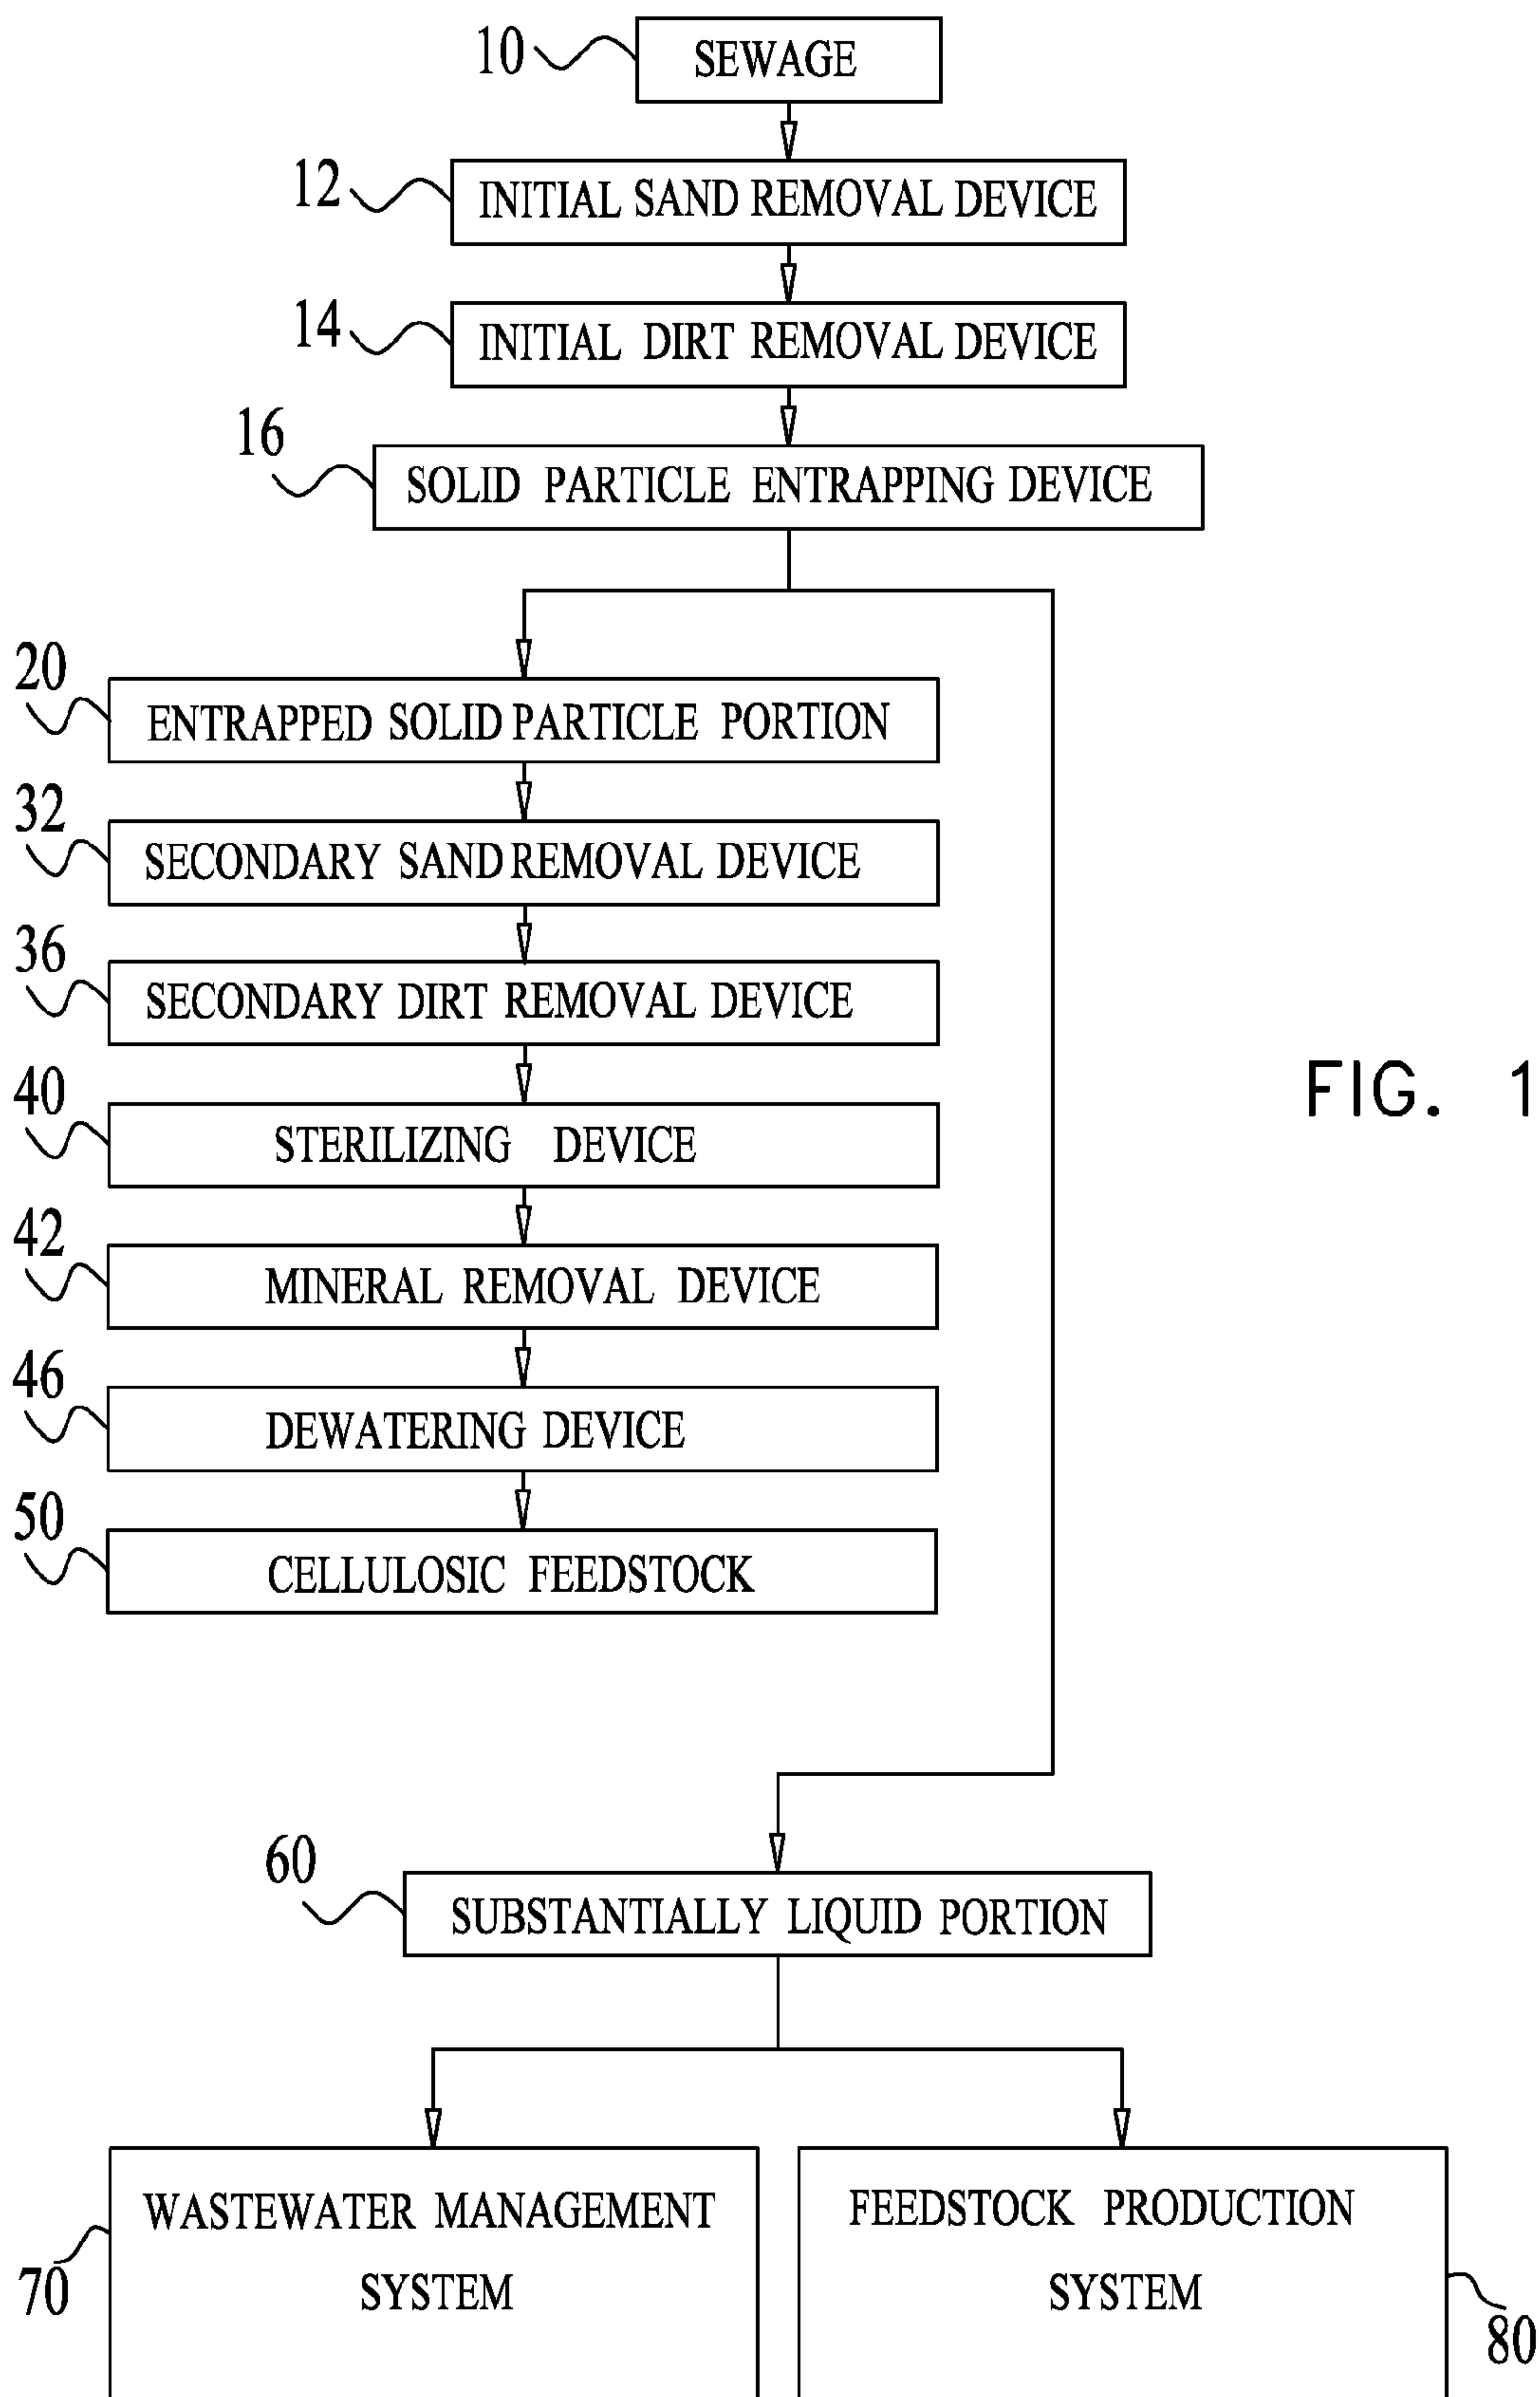 10 SEWAGE
12 INITIAL SAND REMOVAL DEVICE
14 INITIAL DIRT REMOVAL DEVICE
16 SOLID PARTICLE ENTRAPPING DEVICE
20 ENTRAPPED SOLID PARTICLE PORTION
32 SECONDARY SAND REMOVAL DEVICE
36 SECONDARY DIRT REMOVAL DEVICE
FIG. 1
40 STERILIZING DEVICE
42 MINERAL REMOVAL DEVICE
46 DEWATERING DEVICE
50 CELLULOSIC FEEDSTOCK
60 SUBSTANTIALLY LIQUID PORTION
70 WASTEWATER MANAGEMENT
SYSTEM
FEEDSTOCK PRODUCTION
SYSTEM
80